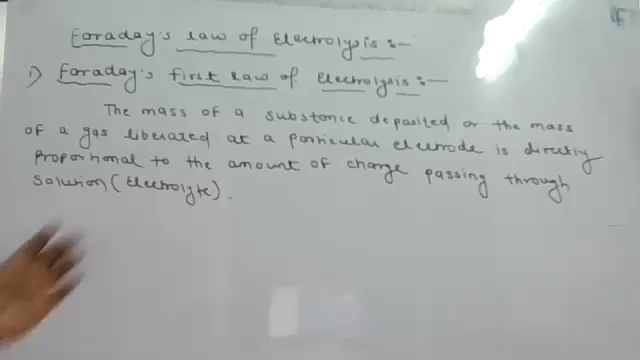 Faraday's law of Electrolysis :-
i) Faraday's first law of electrolysis :-
The mass of a substance deposited or the mass
of a gas liberated at a particular electrode is directly
proportional to the amount of charge passing through
solution (Electrolyte).